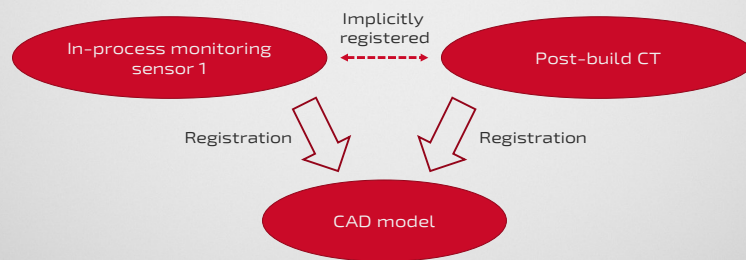 Implicitly
registered
In-process monitoring
sensor 1
Post-build CT
Registration
Registration
CAD model